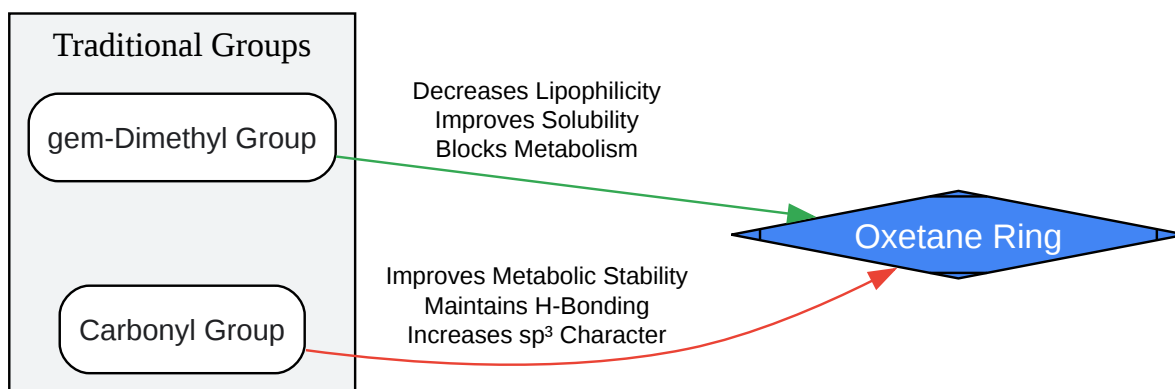 Traditional Groups
gem-Dimethyl Group
Decreases Lipophilicity
Improves Solubility
Blocks Metabolism
Oxetane Ring
Improves Metabolic Stability
Maintains H-Bonding
Increases sp³ Character
Carbonyl Group